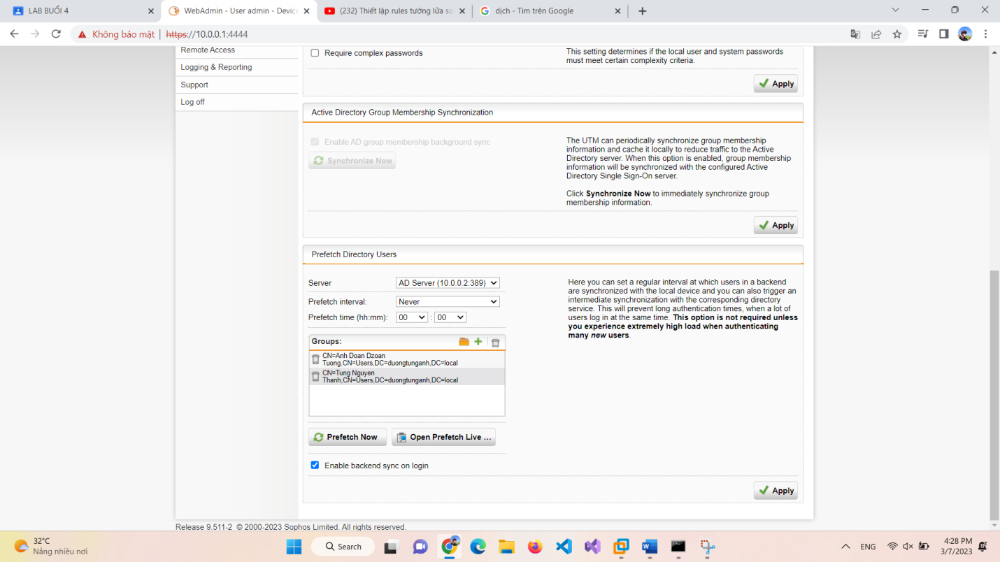 LAB BUỔI 4
WebAdmin - User admin - Device
(232) Thiết lập rules tường lửa so
dịch - Tìm trên Google
Không bảo mật
https://10.0.0.1:4444
Remote Access
Logging & Reporting
Support
Log off
Require complex passwords
This setting determines if the local user and system passwords
must meet certain complexity criteria.
Apply
Active Directory Group Membership Synchronization
Enable AD group membership background sync
Synchronize Now
The UTM can periodically synchronize group membership
information and cache it locally to reduce traffic to the Active
Directory server. When this option is enabled, group membership
information will be synchronized with the configured Active
Directory Single Sign-On server.
Click Synchronize Now to immediately synchronize group
membership information.
Apply
Prefetch Directory Users
Server
AD Server (10.0.0.2:389)
Prefetch interval:
Never
Prefetch time (hh:mm):
00 : 00
Groups:
CN=Anh Doan Dzoan
Tuong,CN=Users,DC=duongtunganh,DC=local
CN=Tung Nguyen
Thanh,CN=Users,DC=duongtunganh,DC=local
Here you can set a regular interval at which users in a backend
are synchronized with the local device and you can also trigger an
intermediate synchronization with the corresponding directory
service. This will prevent long authentication times, when a lot of
users log in at the same time. This option is not required unless
you experience extremely high load when authenticating
many new users.
Prefetch Now
Open Prefetch Live ...
Enable backend sync on login
Apply
Release 9.511-2 © 2000-2023 Sophos Limited. All rights reserved.
32°C
Nắng nhiều nơi
Search
ENG
4:28 PM
3/7/2023